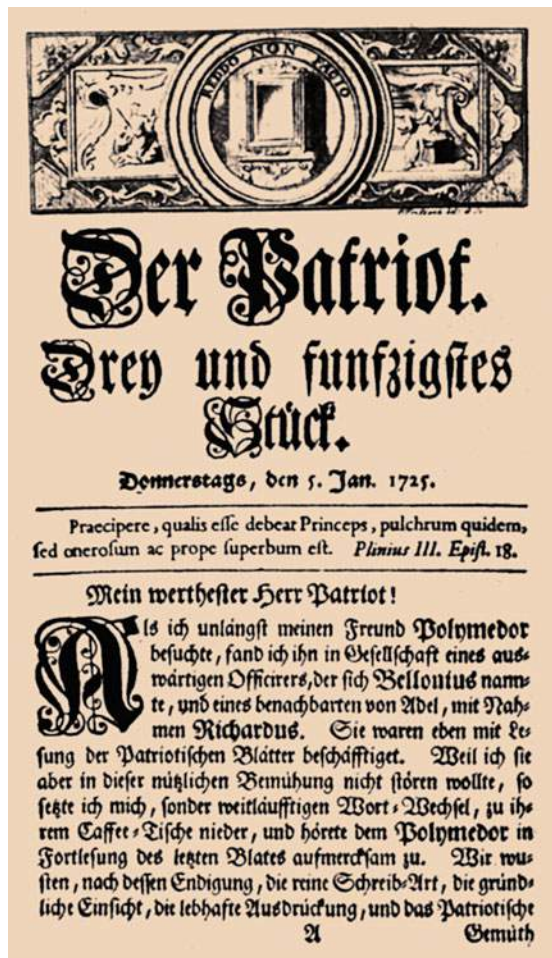 REDDO NON FACIO
Der Patriot.
Drey und funfzigstes
Stück.
Donnerstags, den 5. Jan. 1725.
Praecipere, qualis esse debeat Princeps, pulchrum quidem,
sed onerosum ac prope superbum est. Plinius III. Epist. 18.
Mein werthester Herr Patriot!
Als ich unlängst meinen Freund Polymedor
besuchte, fand ich ihn in Gesellschaft eines aus-
wärtigen Officirers, der sich Bellonius nann-
te, und eines benachbarten von Adel, mit Nah-
men Richardus. Sie waren eben mit Le-
sung der Patriotischen Blätter beschäfftiget. Weil ich sie
aber in dieser nützlichen Bemühung nicht stören wollte, so
setzte ich mich, sonder weitläufftigen Wort-Wechsel, zu ih-
rem Caffee-Tische nieder, und hörete dem Polymedor in
Fortlesung des letzten Blates aufmercksam zu. Wir wu-
sten, nach dessen Endigung, die reine Schreib-Art, die gründ-
liche Einsicht, die lebhafte Ausdrückung, und das Patriotische
A Gemüth